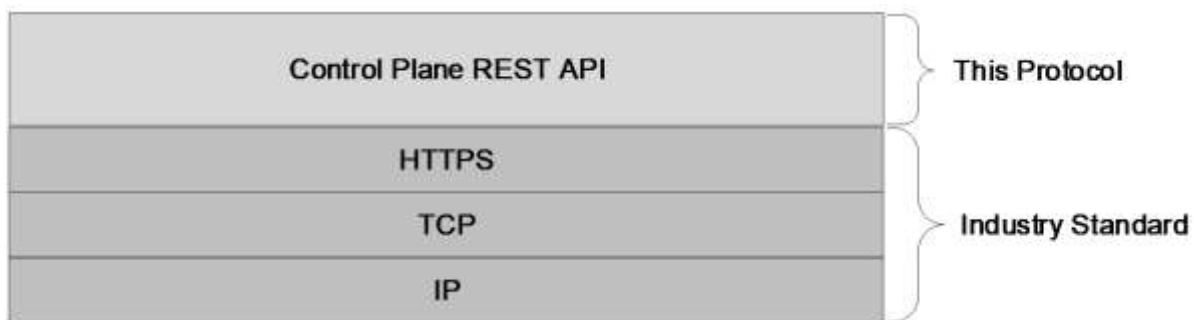 Control Plane REST API
This Protocol
HTTPS
TCP
Industry Standard
IP